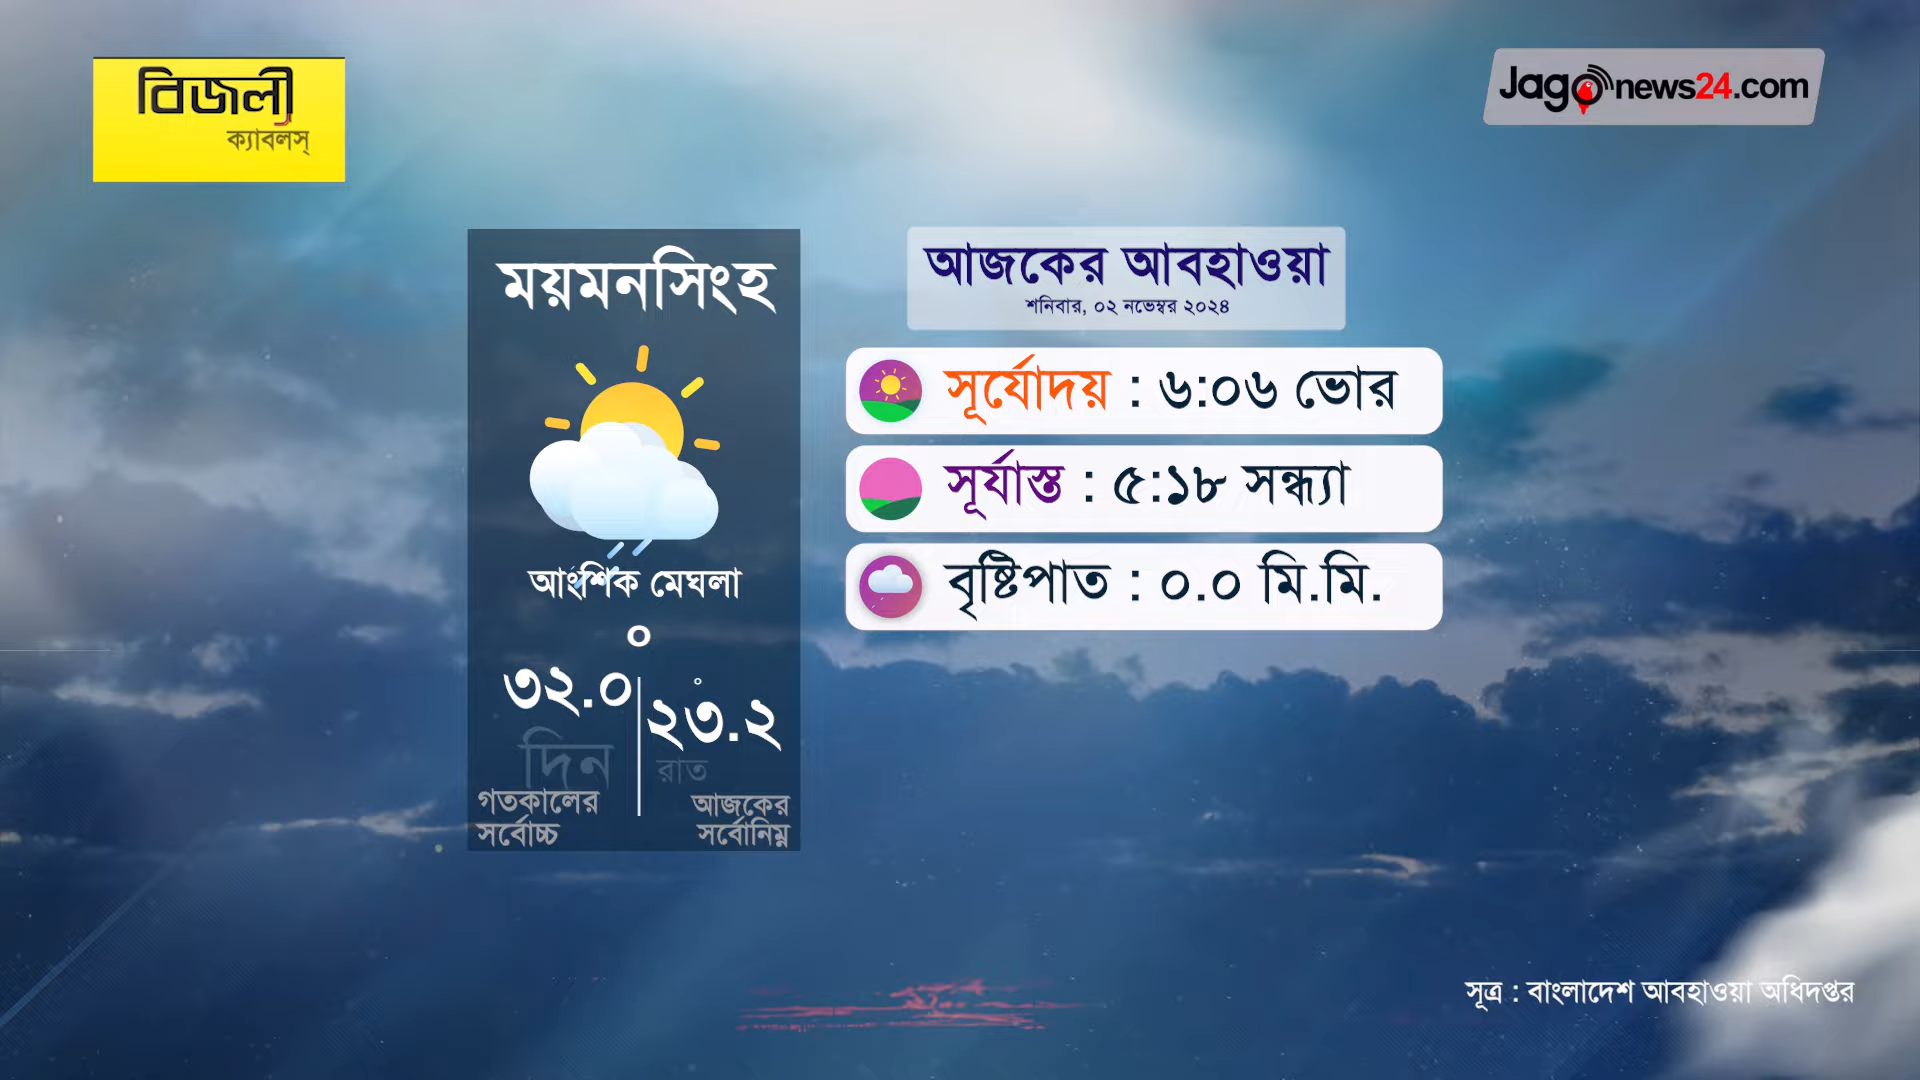 বিজলী
ক্যাবলস্
Jagonews24.com
ময়মনসিংহ
আংশিক মেঘলা
৩২.০°
২৩.২°
দিন
রাত
গতকালের
সর্বোচ্চ
আজকের
সর্বোনিম্ন
আজকের আবহাওয়া
শনিবার, ০২ নভেম্বর ২০২৪
সূর্যোদয় : ৬:০৬ ভোর
সূর্যাস্ত : ৫:১৮ সন্ধ্যা
বৃষ্টিপাত : ০.০ মি.মি.
সূত্র : বাংলাদেশ আবহাওয়া অধিদপ্তর